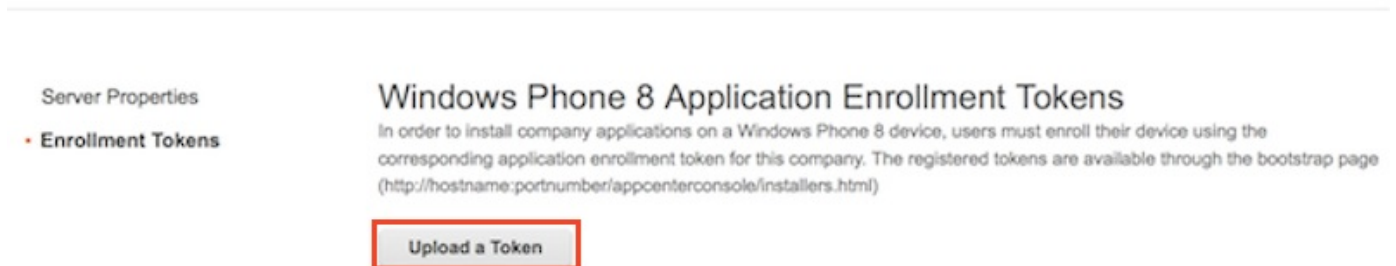 Server Properties
• Enrollment Tokens
Windows Phone 8 Application Enrollment Tokens
In order to install company applications on a Windows Phone 8 device, users must enroll their device using the
corresponding application enrollment token for this company. The registered tokens are available through the bootstrap page
(http://hostname:portnumber/appcenterconsole/installers.html)
Upload a Token